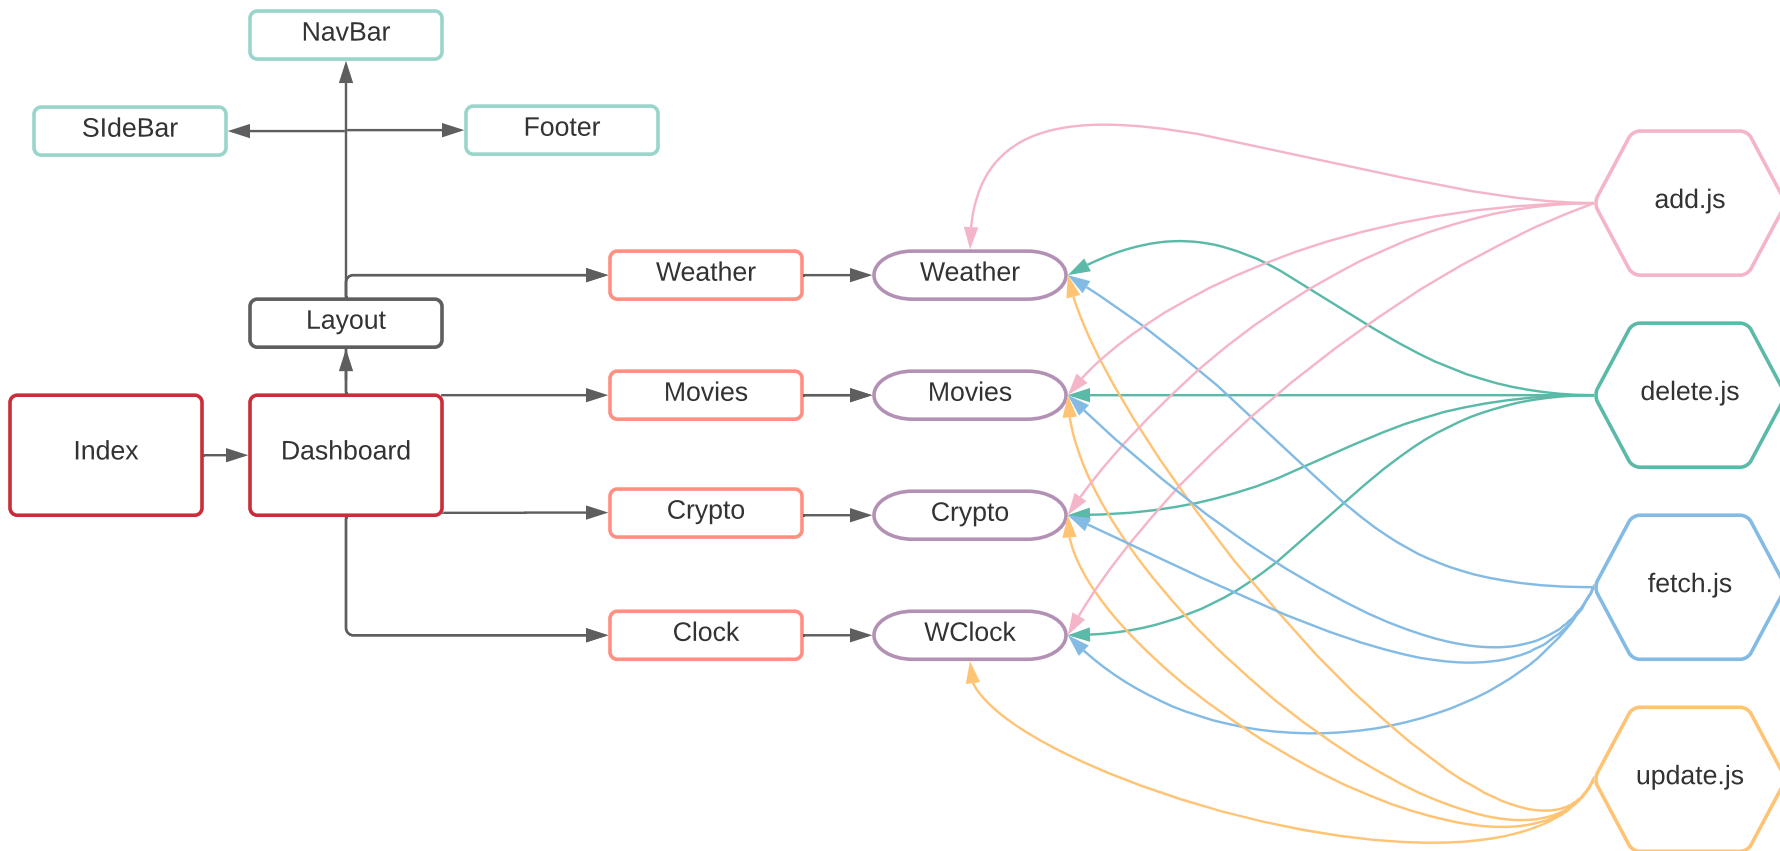 NavBar
SIdeBar
Footer
add.js
Weather
Weather
Layout
Movies
Movies
delete.js
Index
Dashboard
Crypto
Crypto
fetch.js
Clock
WClock
update.js